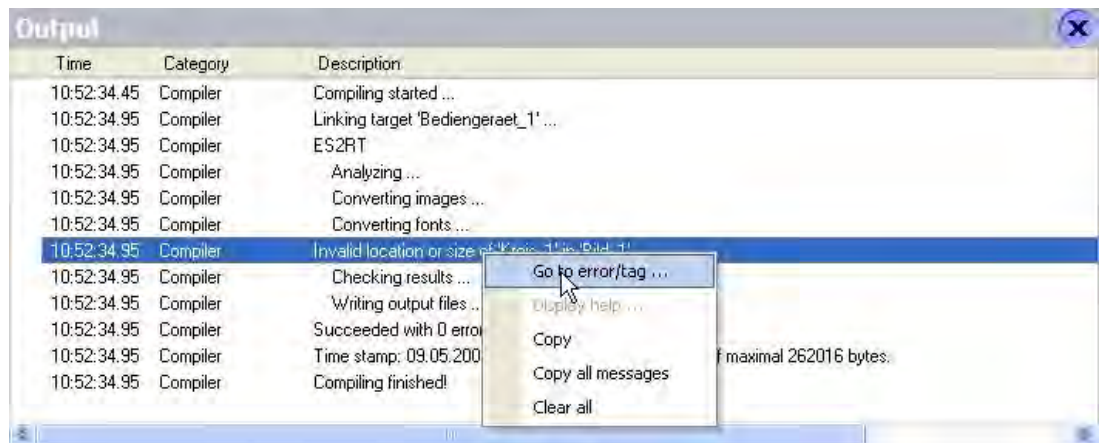 Output
Time Category Description
10:52:34.45 Compiler Compiling started ...
10:52:34.95 Compiler Linking target 'Bediengeraet_1' ...
10:52:34.95 Compiler ES2RT
10:52:34.95 Compiler Analyzing ...
10:52:34.95 Compiler Converting images ...
10:52:34.95 Compiler Converting fonts ...
10:52:34.95 Compiler Invalid location or size of 'Kreis_1' in 'Bild_1'
10:52:34.95 Compiler Checking results ...
10:52:34.95 Compiler Writing output files ..
10:52:34.95 Compiler Succeeded with 0 erro
10:52:34.95 Compiler Time stamp: 09.05.200 f maximal 262016 bytes.
10:52:34.95 Compiler Compiling finished!
Go to error/tag ...
Display help ...
Copy
Copy all messages
Clear all